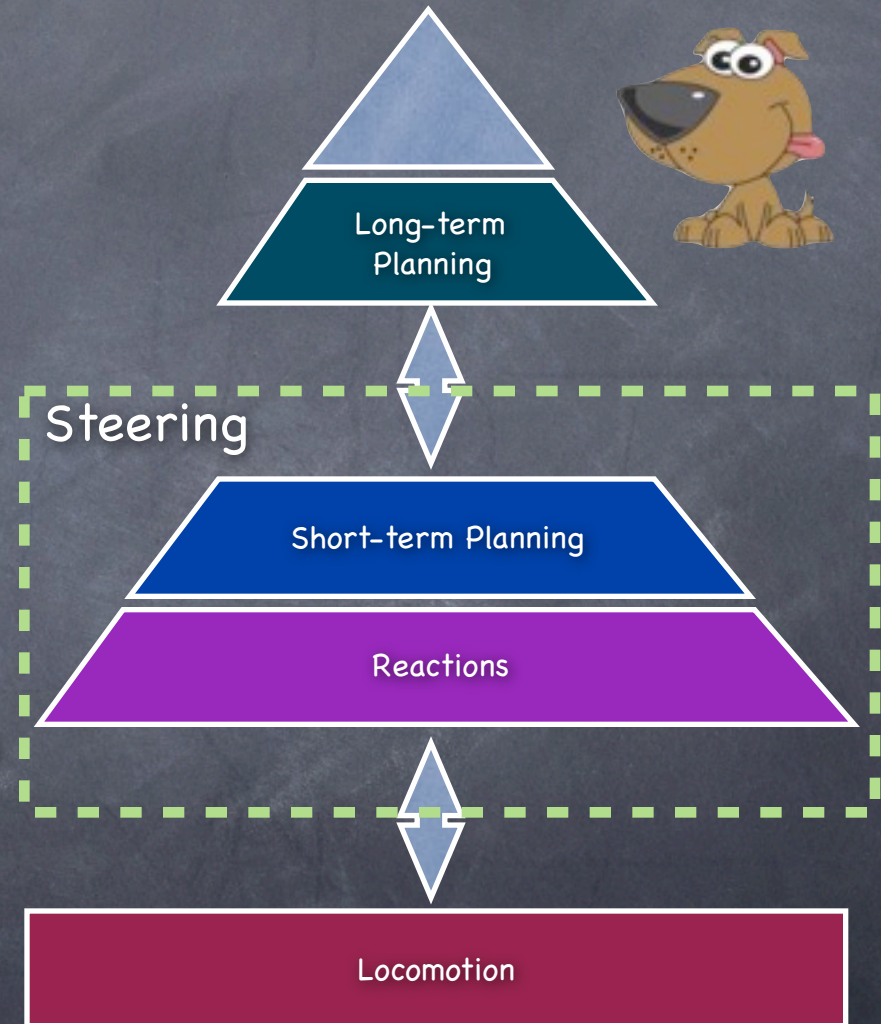 Long-term
Planning
Steering
Short-term Planning
Reactions
Locomotion